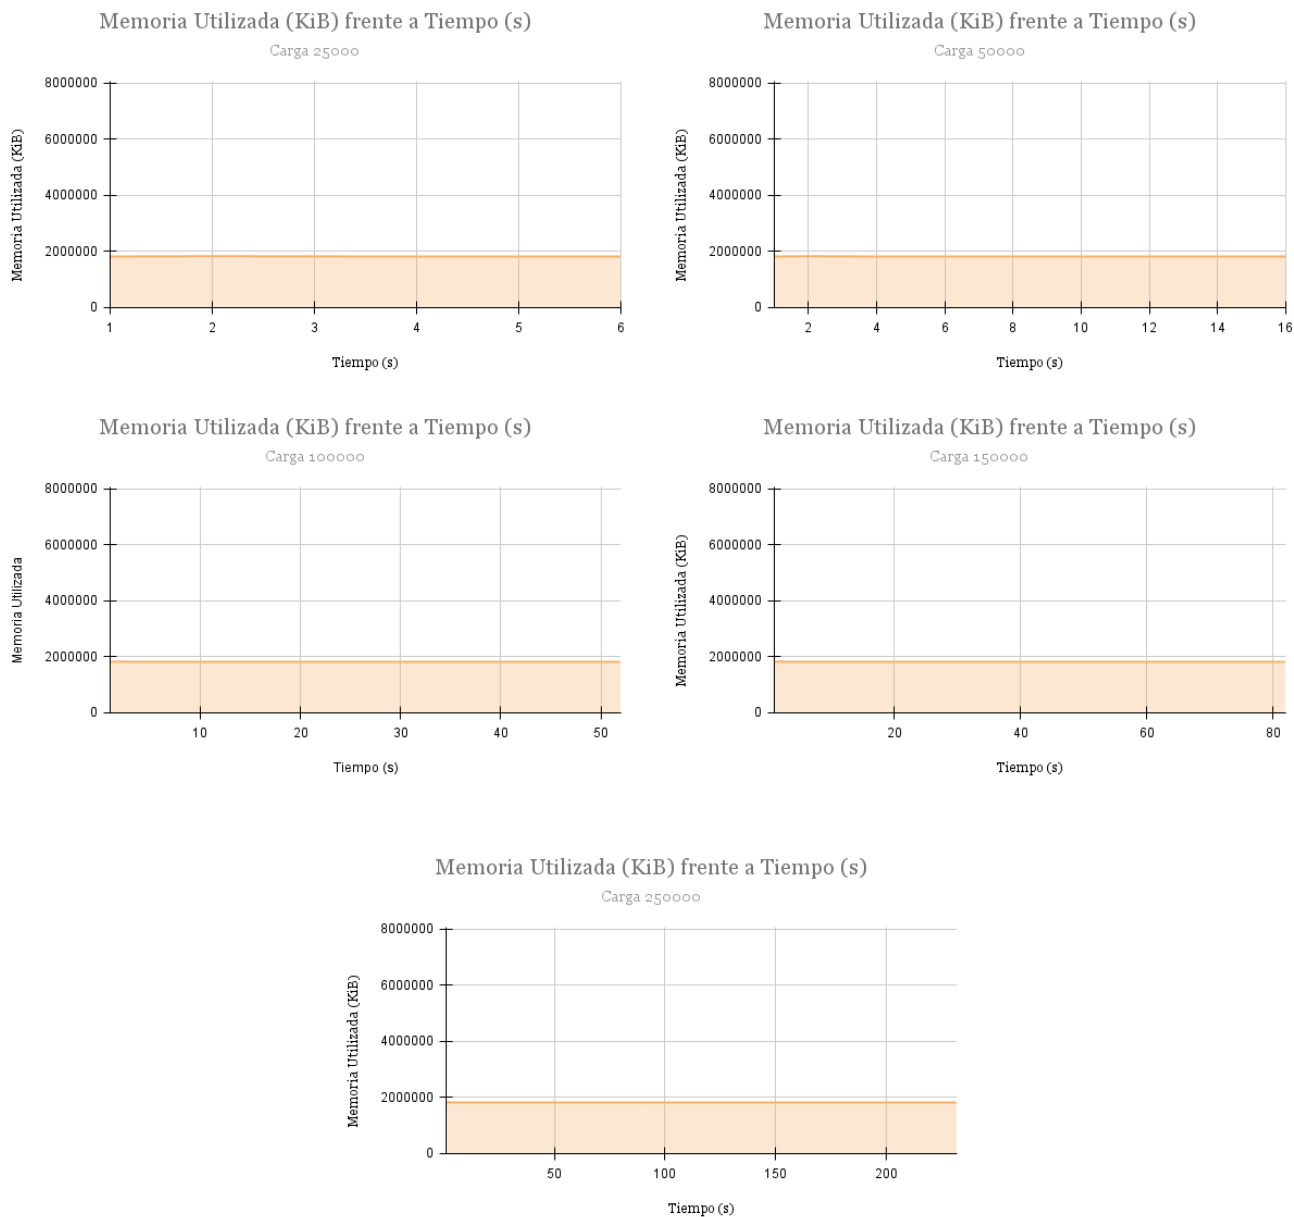 Memoria Utilizada (KiB) frente a Tiempo (s)
Carga 25000
Memoria Utilizada (KiB)
8000000
6000000
4000000
2000000
0
1 2 3 4 5 6
Tiempo (s)
Memoria Utilizada (KiB) frente a Tiempo (s)
Carga 50000
Memoria Utilizada (KiB)
8000000
6000000
4000000
2000000
0
2 4 6 8 10 12 14 16
Tiempo (s)
Memoria Utilizada (KiB) frente a Tiempo (s)
Carga 100000
Memoria Utilizada
8000000
6000000
4000000
2000000
0
10 20 30 40 50
Tiempo (s)
Memoria Utilizada (KiB) frente a Tiempo (s)
Carga 150000
Memoria Utilizada (KiB)
8000000
6000000
4000000
2000000
0
20 40 60 80
Tiempo (s)
Memoria Utilizada (KiB) frente a Tiempo (s)
Carga 250000
Memoria Utilizada (KiB)
8000000
6000000
4000000
2000000
0
50 100 150 200
Tiempo (s)